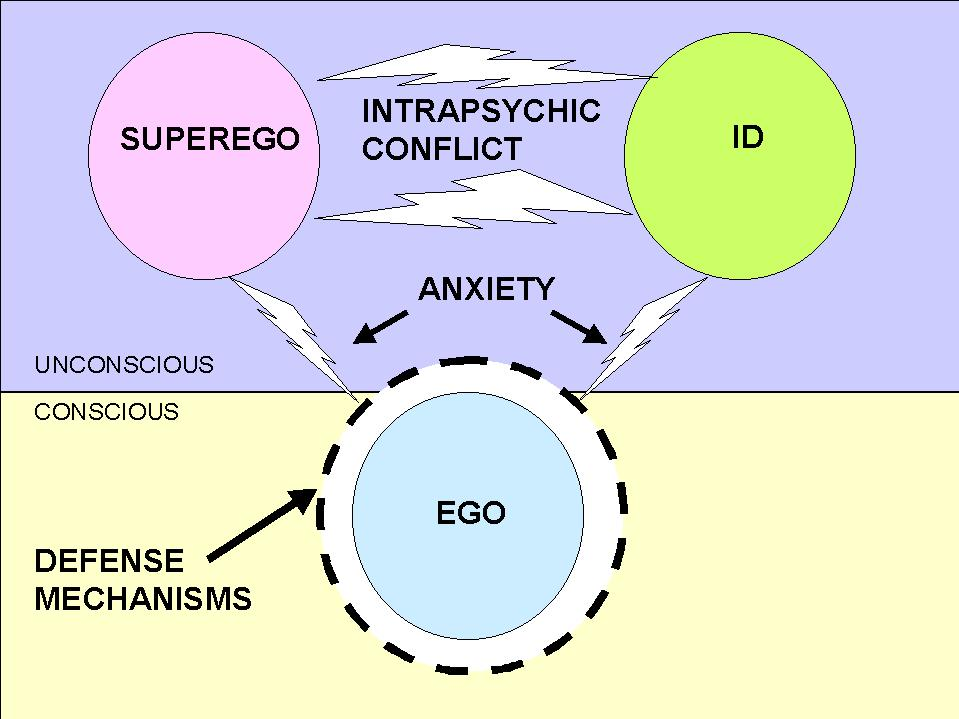 SUPEREGO
INTRAPSYCHIC
CONFLICT
ID
ANXIETY
UNCONSCIOUS
CONSCIOUS
EGO
DEFENSE
MECHANISMS